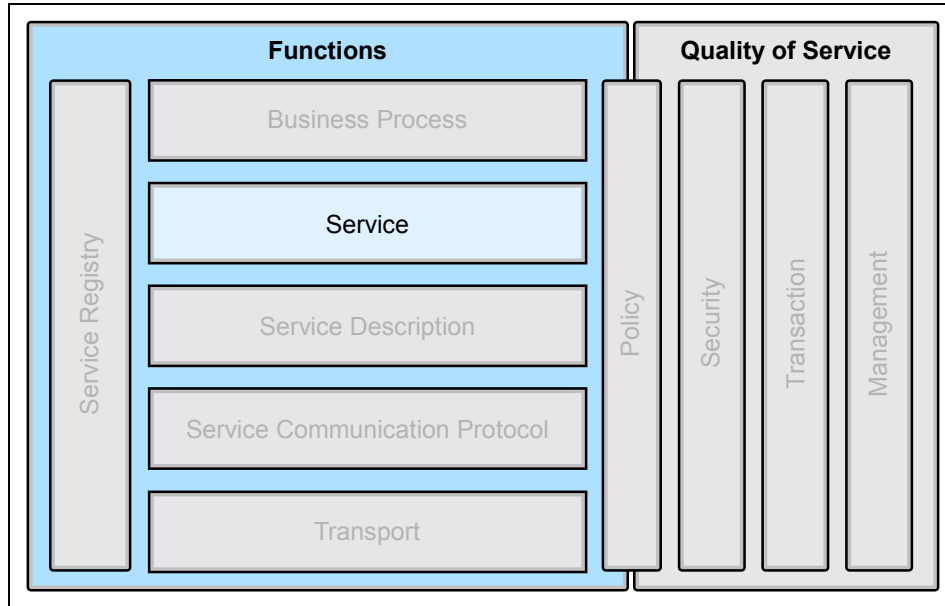 Functions
Quality of Service
Service Registry
Business Process
Service
Service Description
Service Communication Protocol
Transport
Policy
Security
Transaction
Management